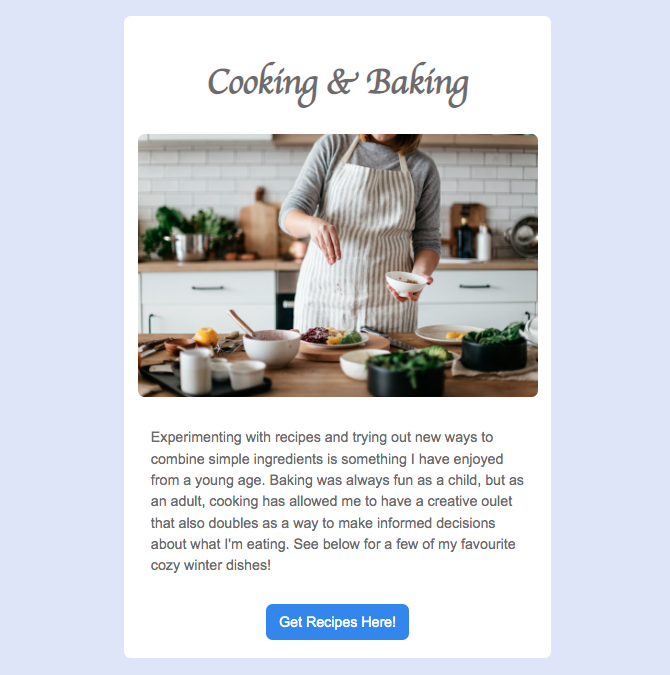 Cooking & Baking
Experimenting with recipes and trying out new ways to
combine simple ingredients is something I have enjoyed
from a young age. Baking was always fun as a child, but as
an adult, cooking has allowed me to have a creative oulet
that also doubles as a way to make informed decisions
about what I'm eating. See below for a few of my favourite
cozy winter dishes!
Get Recipes Here!